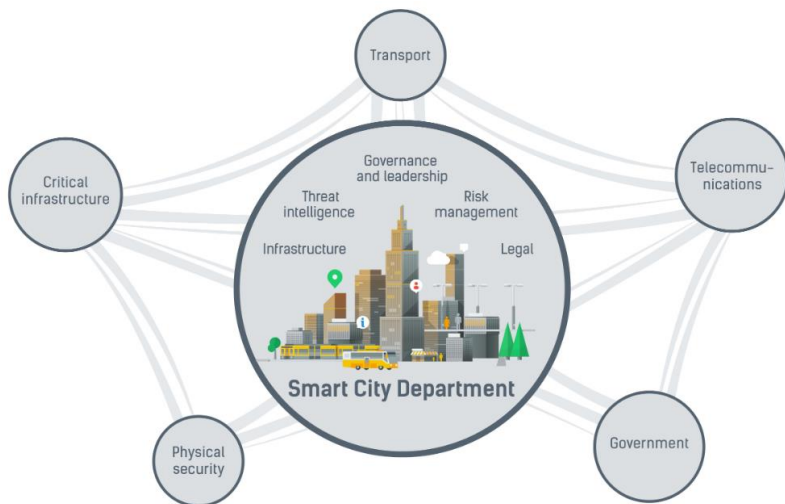 Transport
Critical
infrastructure
Telecommu-
nications
Governance
and leadership
Threat
intelligence
Risk
management
Infrastructure
Legal
Smart City Department
Physical
security
Government